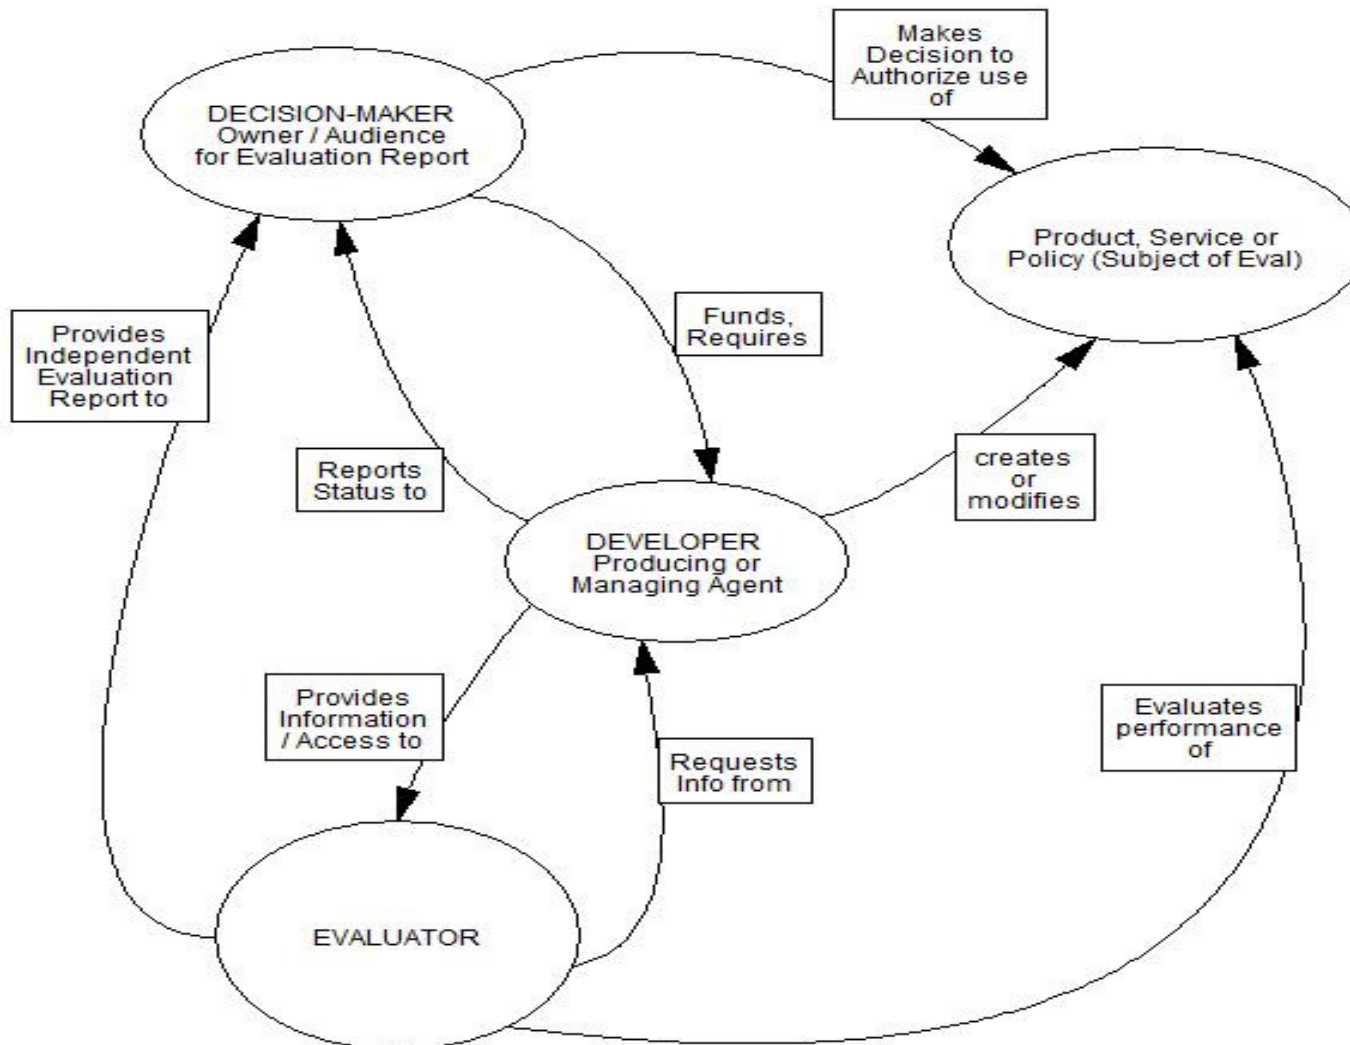 Makes
Decision to
Authorize use
of
DECISION-MAKER
Owner / Audience
for Evaluation Report
Product, Service or
Policy (Subject of Eval)
Provides
Independent
Evaluation
Report to
Funds,
Requires
Reports
Status to
creates
or
modifies
DEVELOPER
Producing or
Managing Agent
Provides
Information
/ Access to
Requests
Info from
Evaluates
performance
of
EVALUATOR